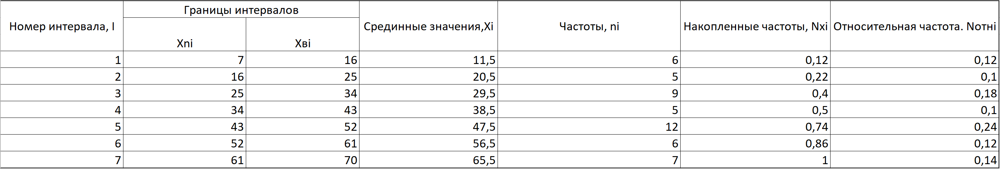 Границы интервалов
Номер интервала, I
Срединные значения,Xi
Частоты, ni
Накопленные частоты, Nxi
Относительная частота. Nотнi
Xni
Xвi
1 7 16 11,5 6 0,12 0,12
2 16 25 20,5 5 0,22 0,1
3 25 34 29,5 9 0,4 0,18
4 34 43 38,5 5 0,5 0,1
5 43 52 47,5 12 0,74 0,24
6 52 61 56,5 6 0,86 0,12
7 61 70 65,5 7 1 0,14